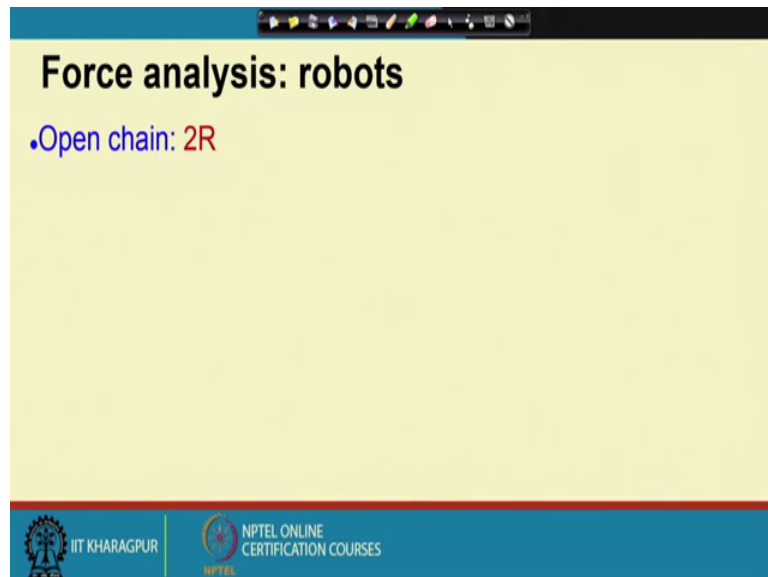 Force analysis: robots
•Open chain: 2R
IIT KHARAGPUR
NPTEL ONLINE
CERTIFICATION COURSES
NPTEL